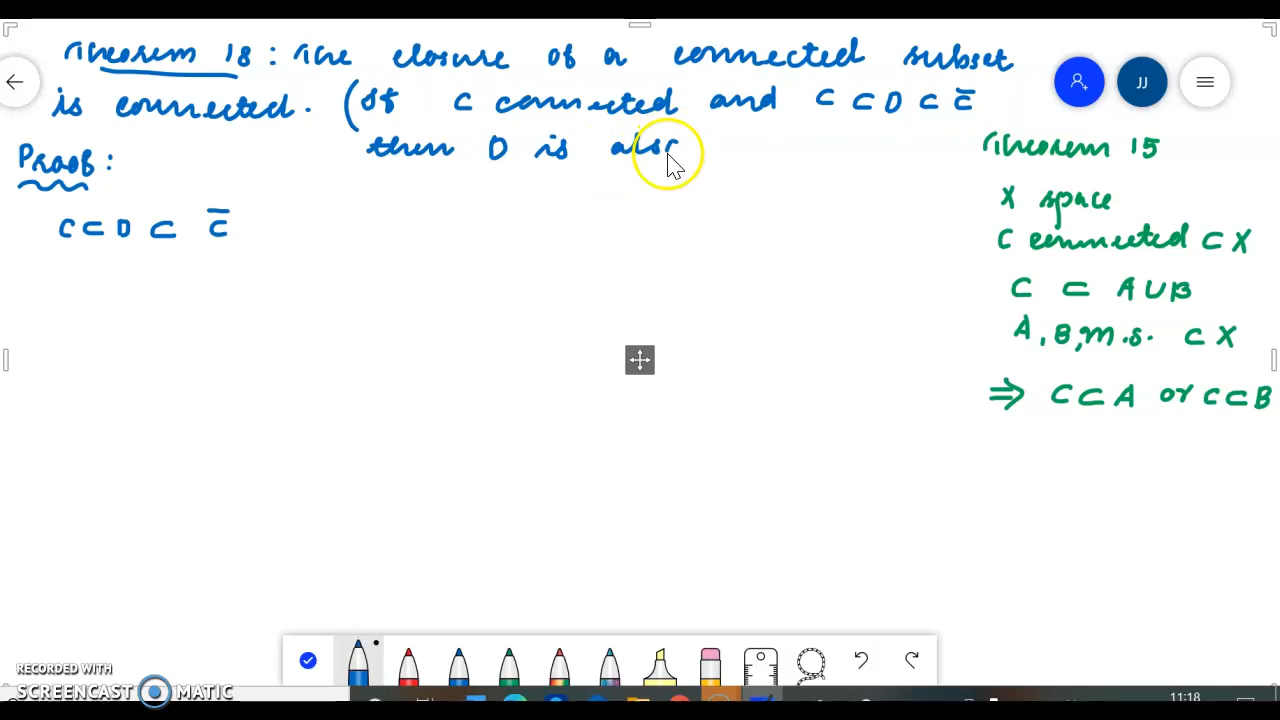 Theorem 18: The closure of a connected subset
is connected. (If C connected and C ⊂ D ⊂ C̅
then D is also
Proof:
C ⊂ D ⊂ C̅
Theorem 15
X space
C connected ⊂ X
C ⊂ A ∪ B
A, B, m.s. ⊂ X
⇒ C ⊂ A or C ⊂ B
JJ
RECORDED WITH
SCREENCAST MATIC
11:18